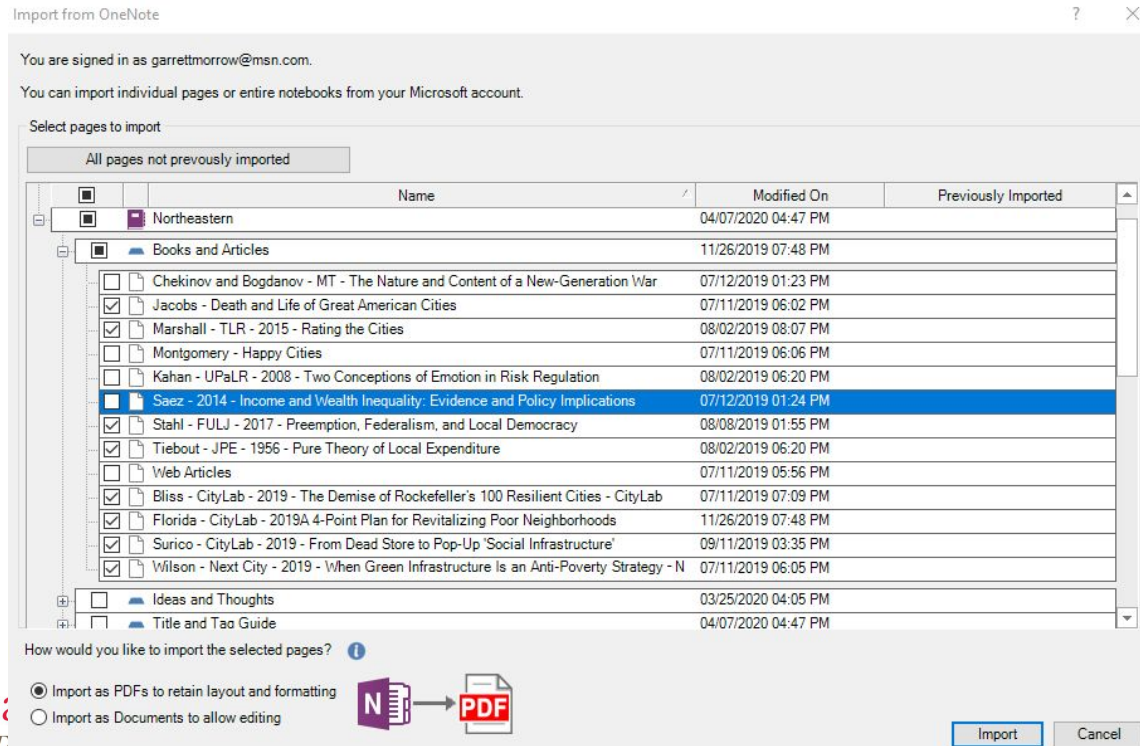 Import from OneNote ? X
You are signed in as garrettmorrow@msn.com.
You can import individual pages or entire notebooks from your Microsoft account.
Select pages to import
All pages not prevously imported
Name Modified On Previously Imported
Northeastern 04/07/2020 04:47 PM
Books and Articles 11/26/2019 07:48 PM
Chekinov and Bogdanov - MT - The Nature and Content of a New-Generation War 07/12/2019 01:23 PM
Jacobs - Death and Life of Great American Cities 07/11/2019 06:02 PM
Marshall - TLR - 2015 - Rating the Cities 08/02/2019 08:07 PM
Montgomery - Happy Cities 07/11/2019 06:06 PM
Kahan - UPaLR - 2008 - Two Conceptions of Emotion in Risk Regulation 08/02/2019 06:20 PM
Saez - 2014 - Income and Wealth Inequality: Evidence and Policy Implications 07/12/2019 01:24 PM
Stahl - FULJ - 2017 - Preemption, Federalism, and Local Democracy 08/08/2019 01:55 PM
Tiebout - JPE - 1956 - Pure Theory of Local Expenditure 08/02/2019 06:20 PM
Web Articles 07/11/2019 05:56 PM
Bliss - CityLab - 2019 - The Demise of Rockefeller's 100 Resilient Cities - CityLab 07/11/2019 07:09 PM
Florida - CityLab - 2019A 4-Point Plan for Revitalizing Poor Neighborhoods 11/26/2019 07:48 PM
Surico - CityLab - 2019 - From Dead Store to Pop-Up 'Social Infrastructure' 09/11/2019 03:35 PM
Wilson - Next City - 2019 - When Green Infrastructure Is an Anti-Poverty Strategy - N 07/11/2019 06:05 PM
Ideas and Thoughts 03/25/2020 04:05 PM
Title and Tag Guide 04/07/2020 04:47 PM
How would you like to import the selected pages?
Import as PDFs to retain layout and formatting
N PDF
Import as Documents to allow editing
Import Cancel